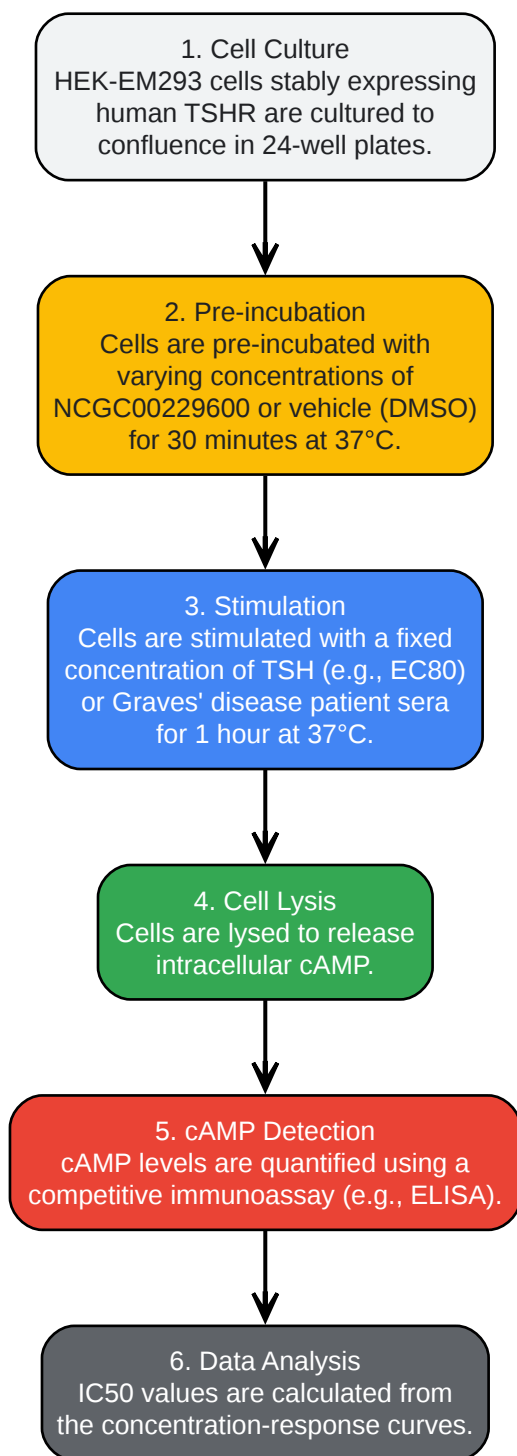 1. Cell Culture
HEK-EM293 cells stably expressing
human TSHR are cultured to
confluence in 24-well plates.
2. Pre-incubation
Cells are pre-incubated with
varying concentrations of
NCGC00229600 or vehicle (DMSO)
for 30 minutes at 37°C.
3. Stimulation
Cells are stimulated with a fixed
concentration of TSH (e.g., EC80)
or Graves' disease patient sera
for 1 hour at 37°C.
4. Cell Lysis
Cells are lysed to release
intracellular cAMP.
5. cAMP Detection
cAMP levels are quantified using a
competitive immunoassay (e.g., ELISA).
6. Data Analysis
IC50 values are calculated from
the concentration-response curves.